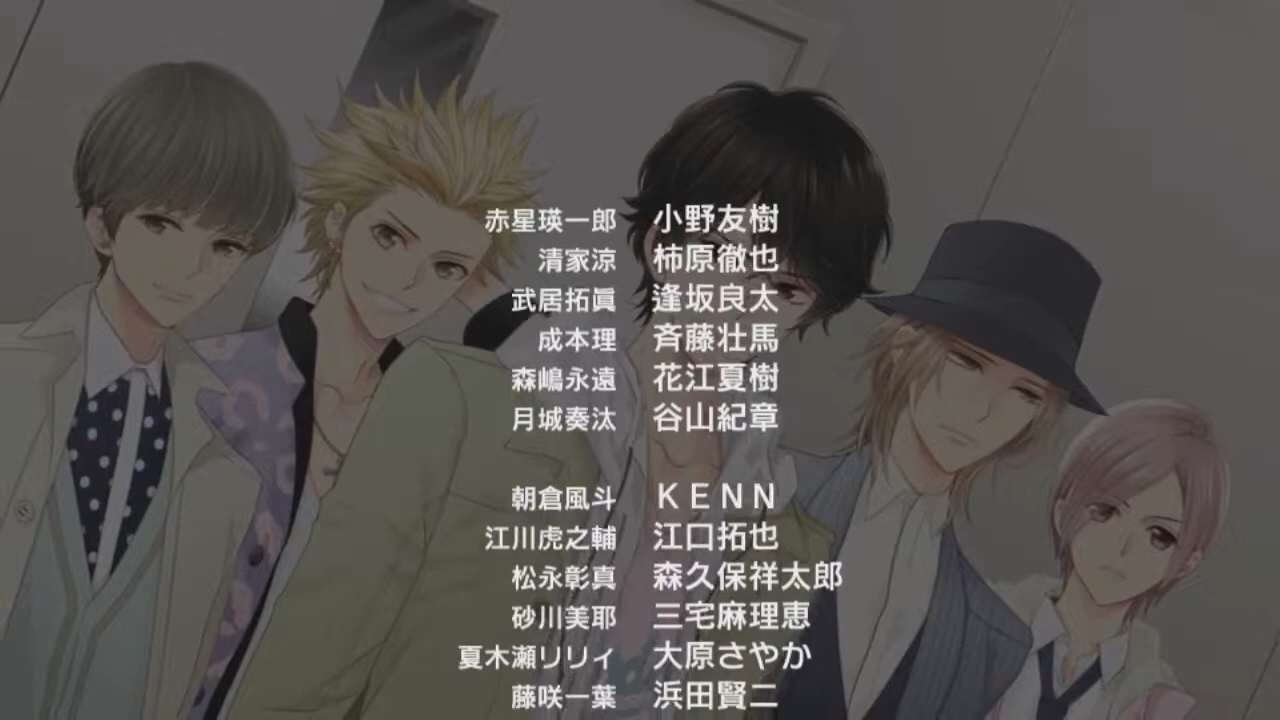 赤星瑛一郎 小野友樹
清家涼 柿原徹也
武居拓眞 逢坂良太
成本理 斉藤壮馬
森嶋永遠 花江夏樹
月城奏汰 谷山紀章
朝倉風斗 ＫＥＮＮ
江川虎之輔 江口拓也
松永彰真 森久保祥太郎
砂川美耶 三宅麻理恵
夏木瀬リリィ 大原さやか
藤咲一葉 浜田賢二